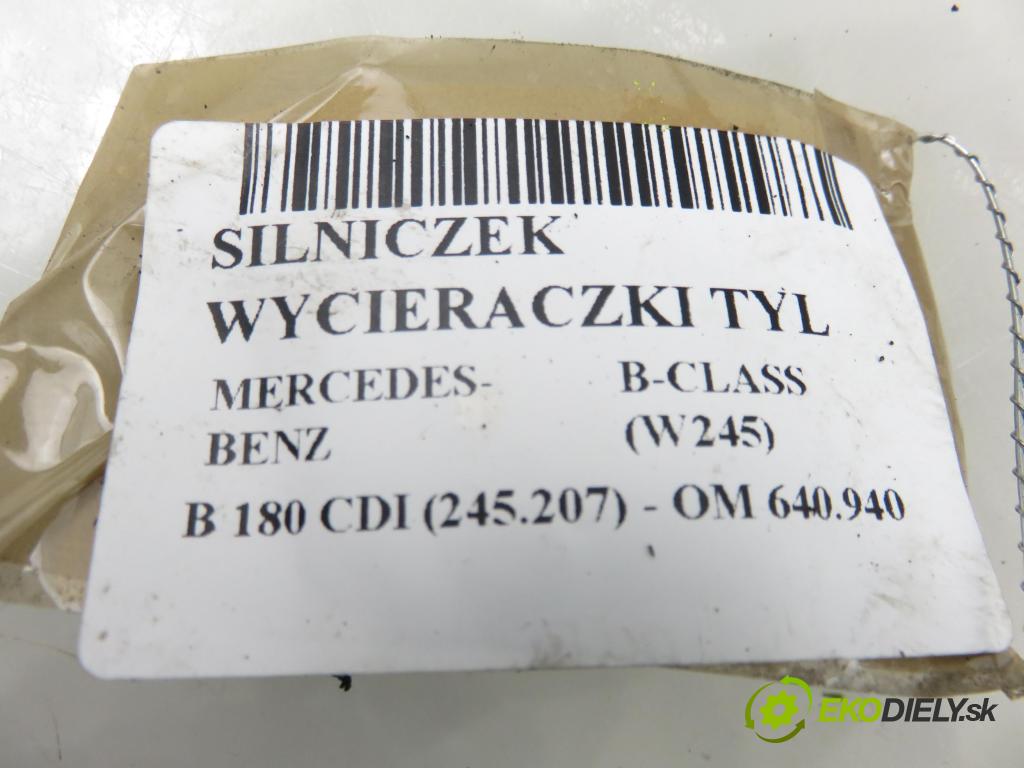 SILNICZEK
WYCIERACZKI TYL
MERCEDES-
BENZ
B-CLASS
(W245)
B 180 CDI (245.207) - OM 640.940
EKODIELY.sk